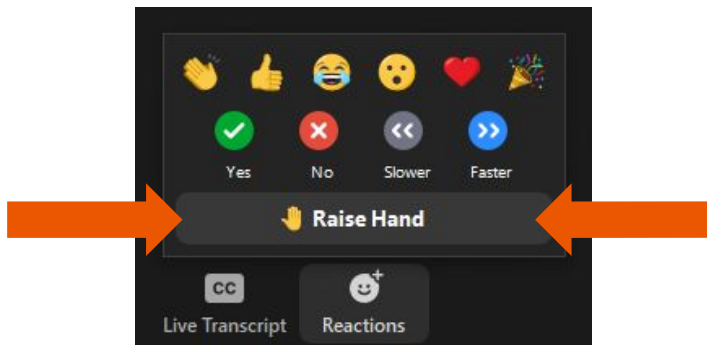 Yes No Slower Faster
Raise Hand
CC
Live Transcript Reactions